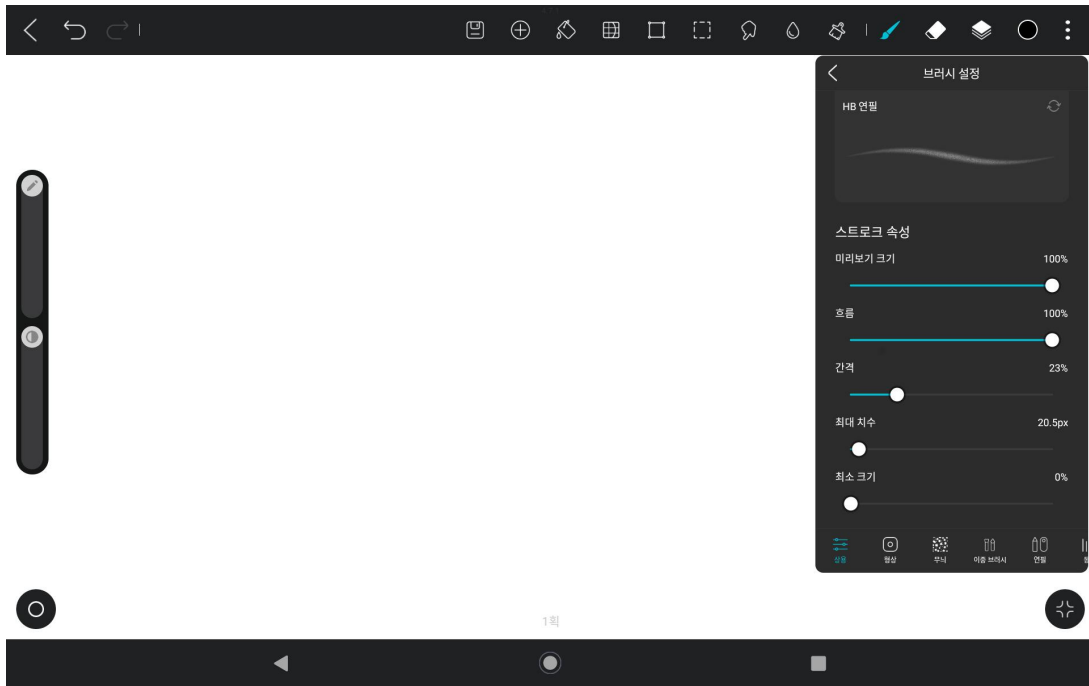 브러시 설정
HB 연필
스트로크 속성
미리보기 크기 100%
흐름 100%
간격 23%
최대 치수 20.5px
최소 크기 0%
상용 형상 무늬 이중 브러시 연필
1획